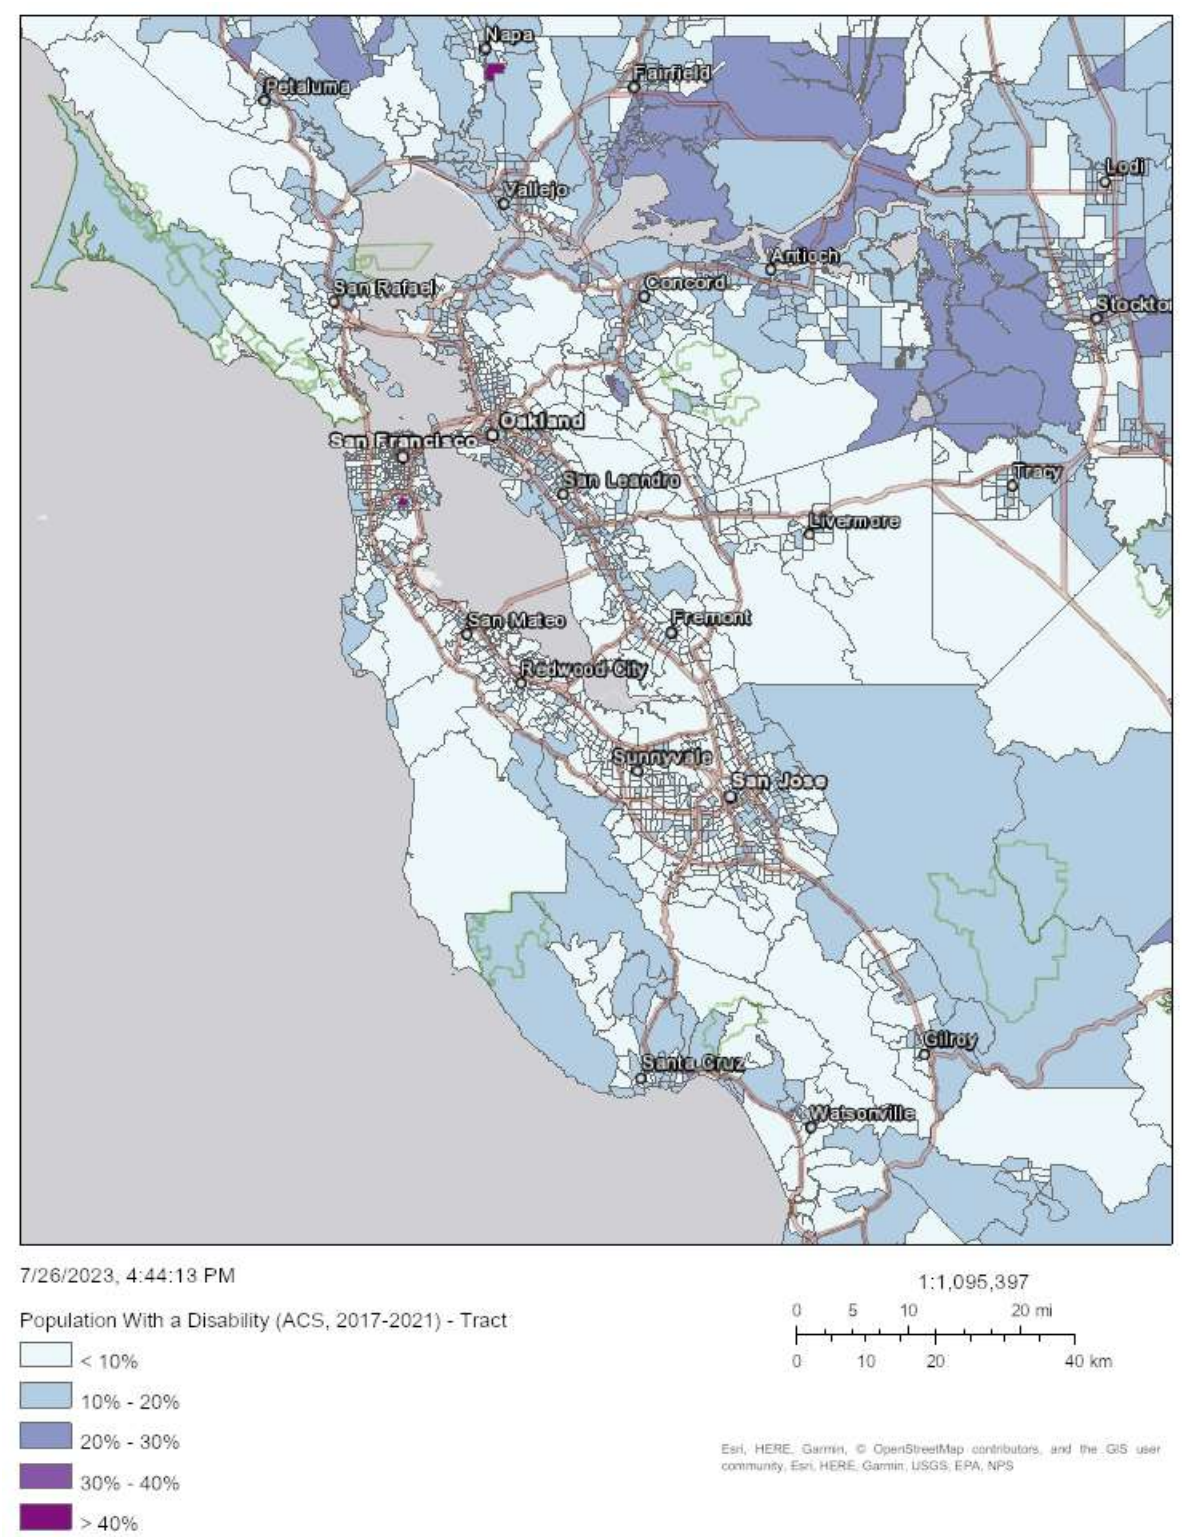 Napa
Fairfield
Petaluma
Lodi
Vallejo
Antioch
San Rafael
Concord
Stockto
Oakland
San Francisco
San Leandro
Tracy
Livermore
San Mateo
Fremont
Redwood City
Sunnyvale
San Jose
Gilroy
Santa Cruz
Watsonville
7/26/2023, 4:44:13 PM
1:1,095,397
0 5 10 20 mi
0 10 20 40 km
Population With a Disability (ACS, 2017-2021) - Tract
< 10%
10% - 20%
20% - 30%
30% - 40%
> 40%
Esri, HERE, Garmin, © OpenStreetMap contributors, and the GIS user
community, Esri, HERE, Garmin, USGS, EPA, NPS